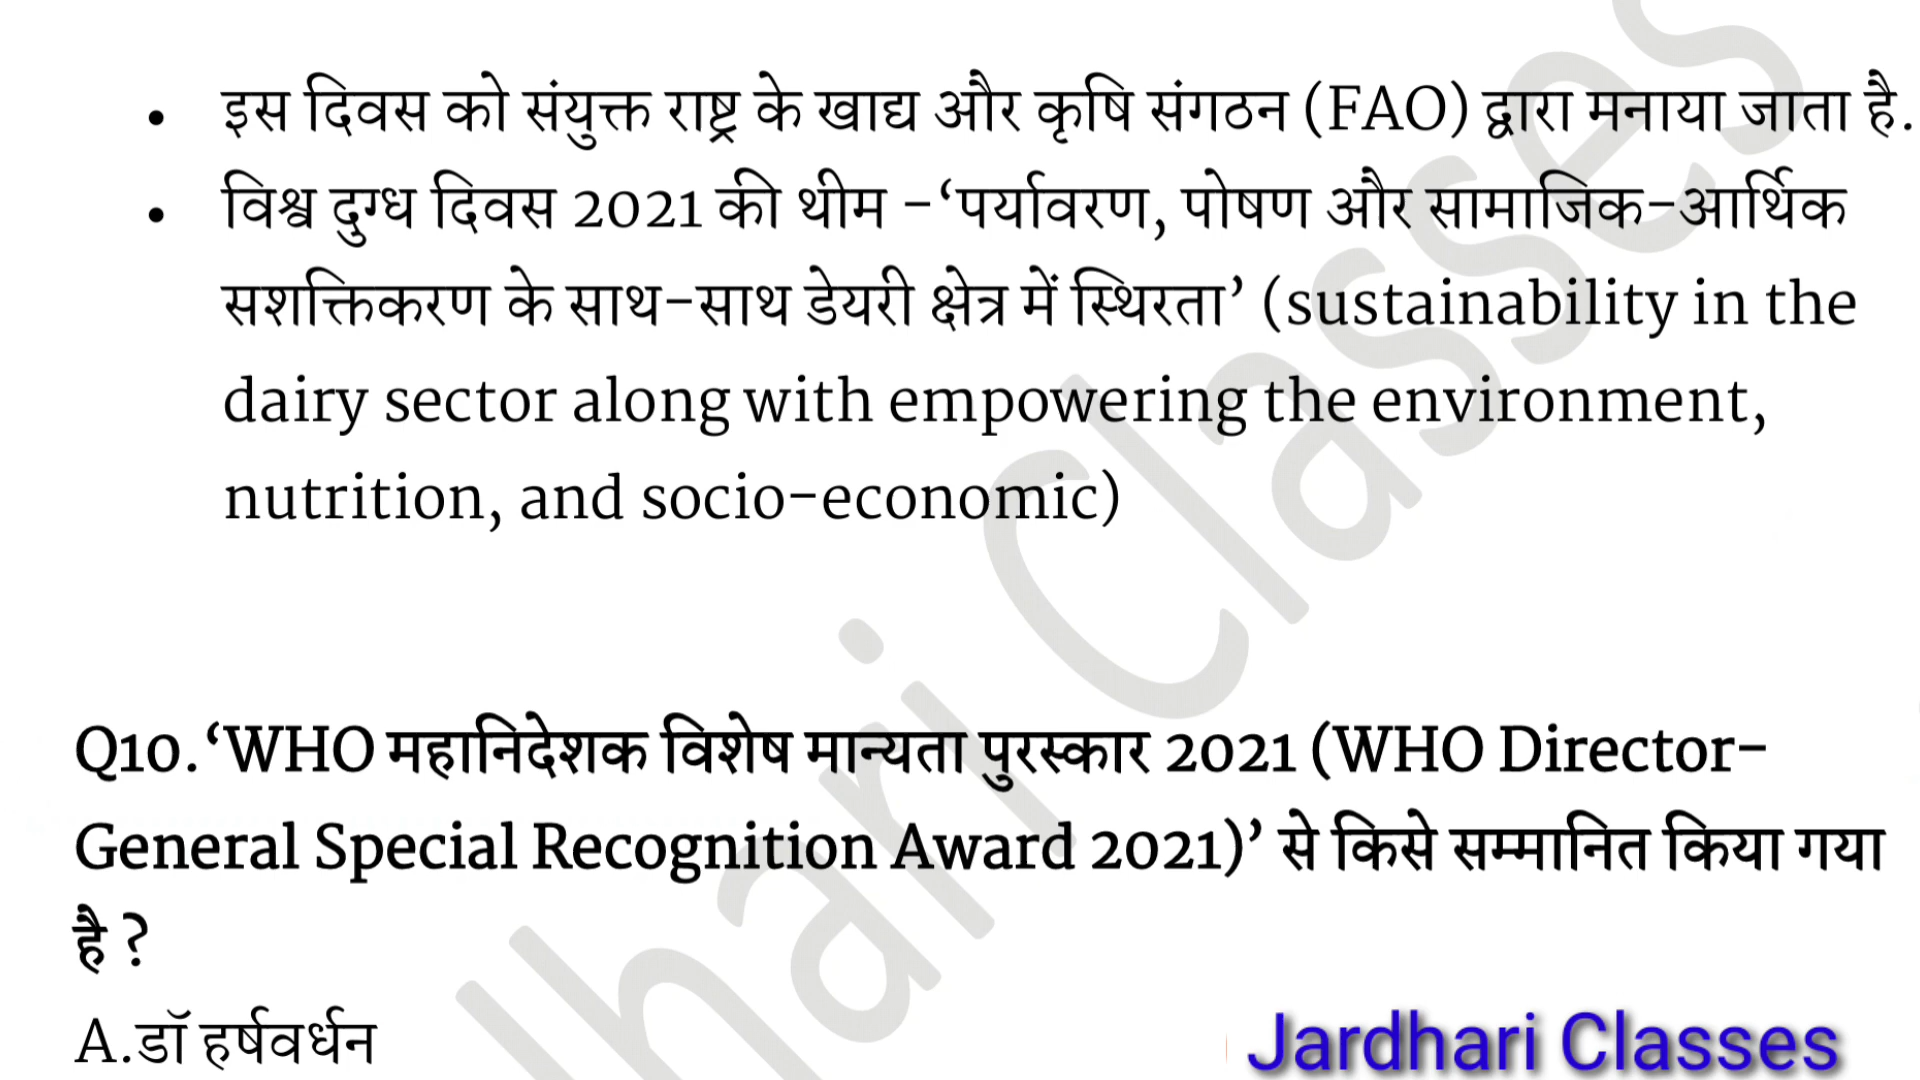 • इस दिवस को संयुक्त राष्ट्र के खाद्य और कृषि संगठन (FAO) द्वारा मनाया जाता है.
• विश्व दुग्ध दिवस 2021 की थीम –‘पर्यावरण, पोषण और सामाजिक-आर्थिक
सशक्तिकरण के साथ-साथ डेयरी क्षेत्र में स्थिरता’ (sustainability in the
dairy sector along with empowering the environment,
nutrition, and socio-economic)
Q10. ‘WHO महानिदेशक विशेष मान्यता पुरस्कार 2021 (WHO Director-
General Special Recognition Award 2021)’ से किसे सम्मानित किया गया
है ?
A.डॉ हर्षवर्धन
Jardhari Classes
dhari Classes